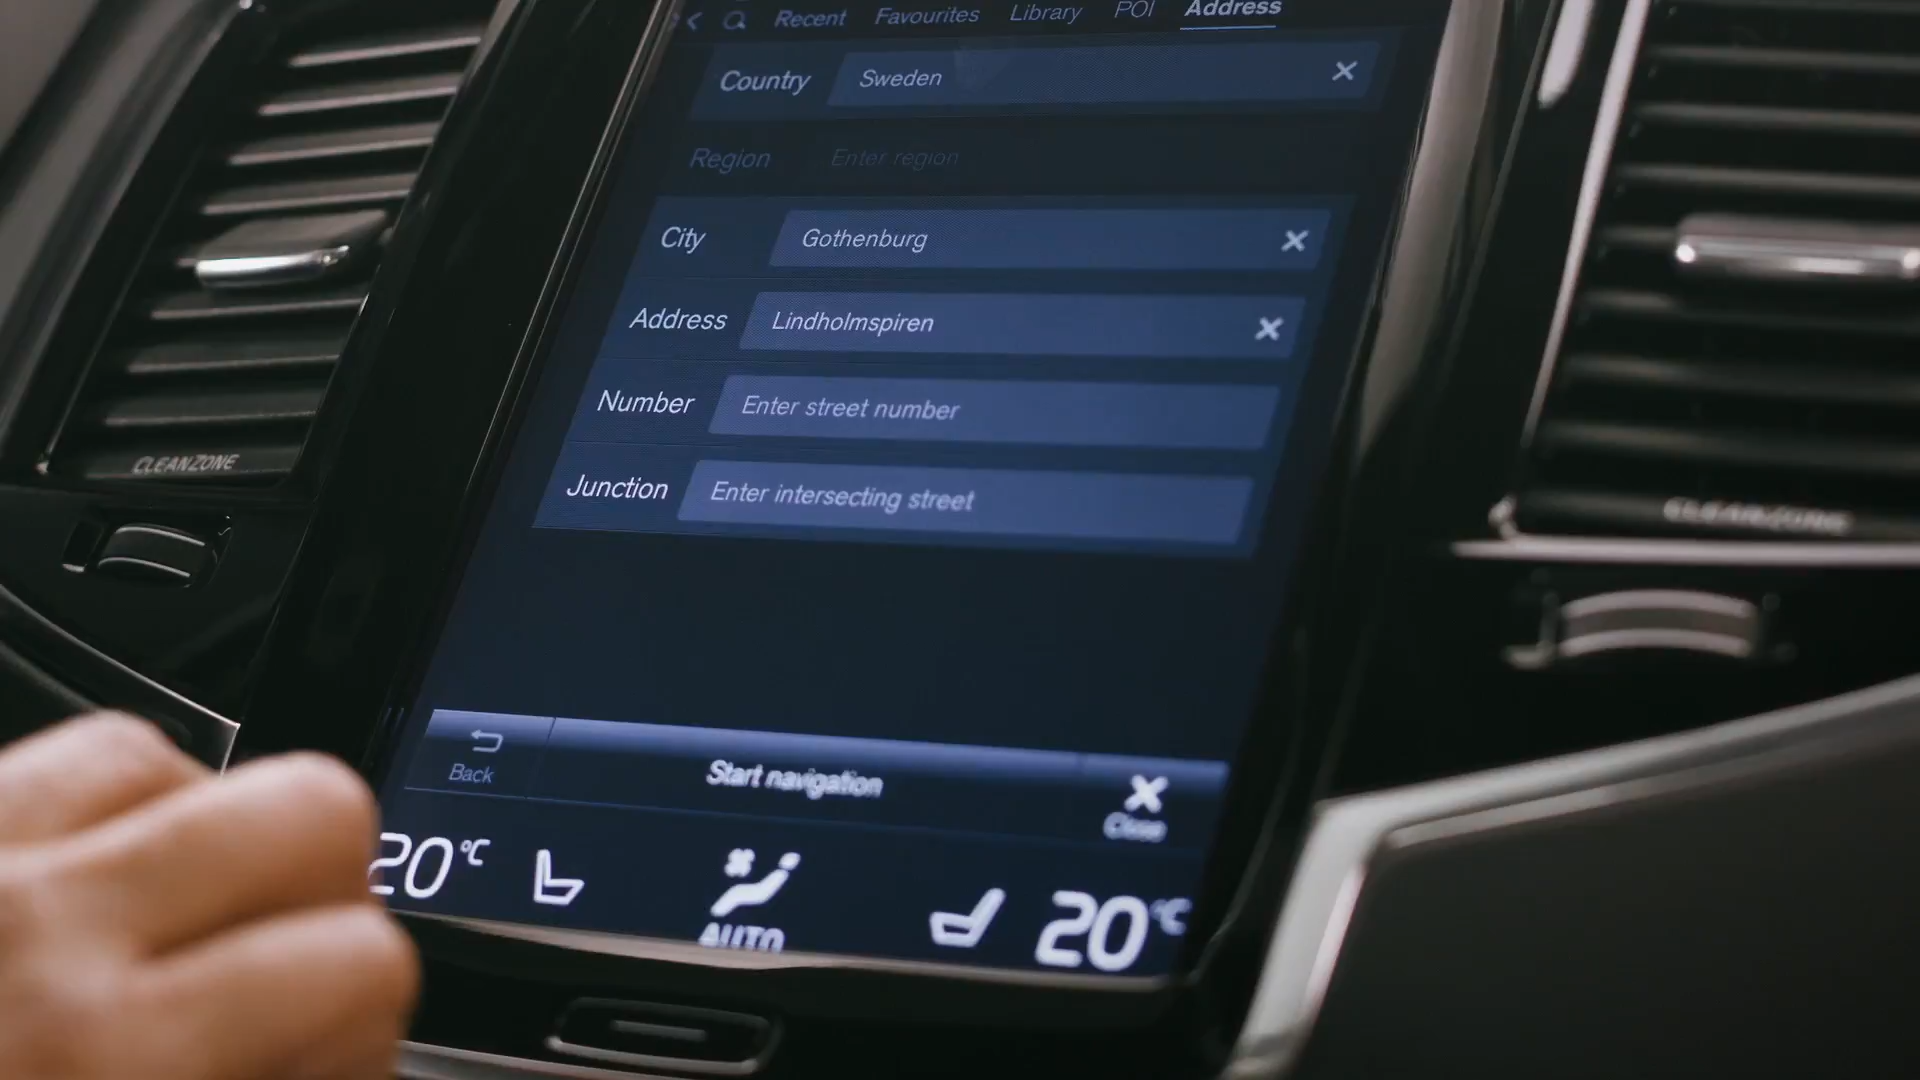 Recent Favourites Library POI Address
Country Sweden
Region Enter region
City Gothenburg
Address Lindholmspiren
Number Enter street number
Junction Enter intersecting street
CLEANZONE
CLEANZONE
Back Start navigation Close
20°C 20°C
AUTO